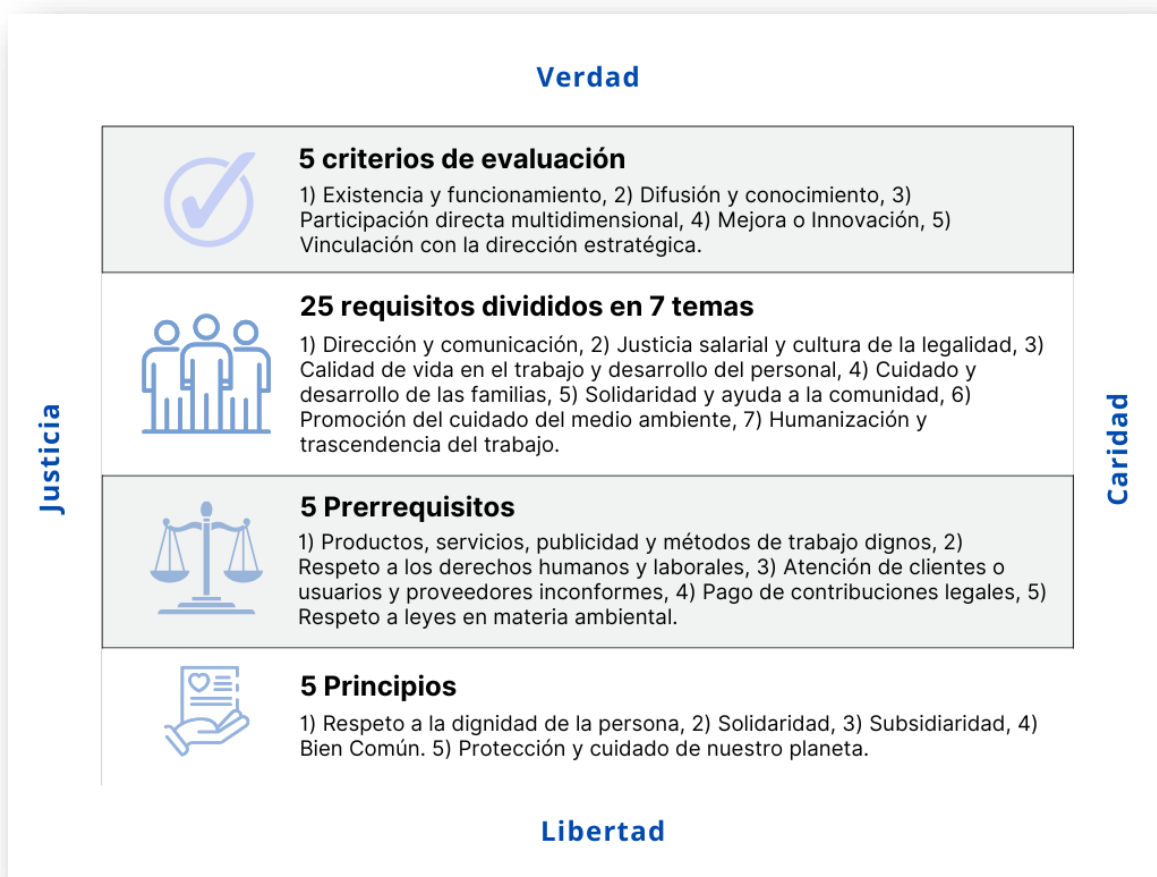 Verdad
5 criterios de evaluación
1) Existencia y funcionamiento, 2) Difusión y conocimiento, 3)
Participación directa multidimensional, 4) Mejora o Innovación, 5)
Vinculación con la dirección estratégica.
25 requisitos divididos en 7 temas
1) Dirección y comunicación, 2) Justicia salarial y cultura de la legalidad, 3)
Calidad de vida en el trabajo y desarrollo del personal, 4) Cuidado y
desarrollo de las familias, 5) Solidaridad y ayuda a la comunidad, 6)
Promoción del cuidado del medio ambiente, 7) Humanización y
trascendencia del trabajo.
Justicia
Caridad
5 Prerrequisitos
1) Productos, servicios, publicidad y métodos de trabajo dignos, 2)
Respeto a los derechos humanos y laborales, 3) Atención de clientes o
usuarios y proveedores inconformes, 4) Pago de contribuciones legales, 5)
Respeto a leyes en materia ambiental.
5 Principios
1) Respeto a la dignidad de la persona, 2) Solidaridad, 3) Subsidiaridad, 4)
Bien Común. 5) Protección y cuidado de nuestro planeta.
Libertad